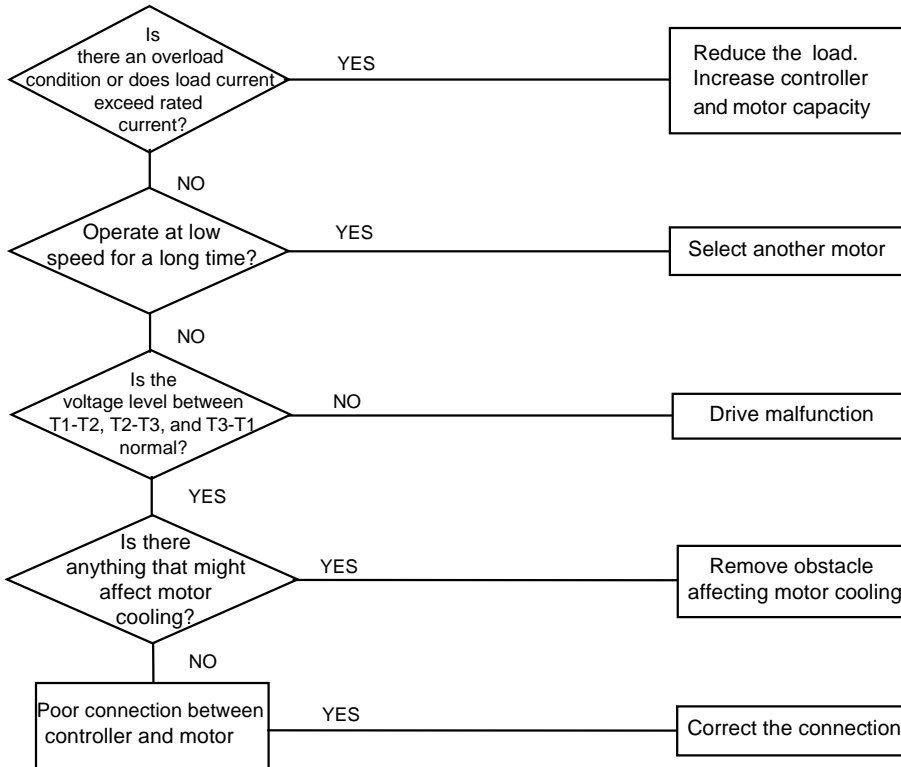 Is
there an overload
condition or does load current
exceed rated
current?
YES
Reduce the load.
Increase controller
and motor capacity
NO
Operate at low
speed for a long time?
YES
Select another motor
NO
Is the
voltage level between
T1-T2, T2-T3, and T3-T1
normal?
NO
Drive malfunction
YES
Is there
anything that might
affect motor
cooling?
YES
Remove obstacle
affecting motor cooling
NO
Poor connection between
controller and motor
YES
Correct the connection